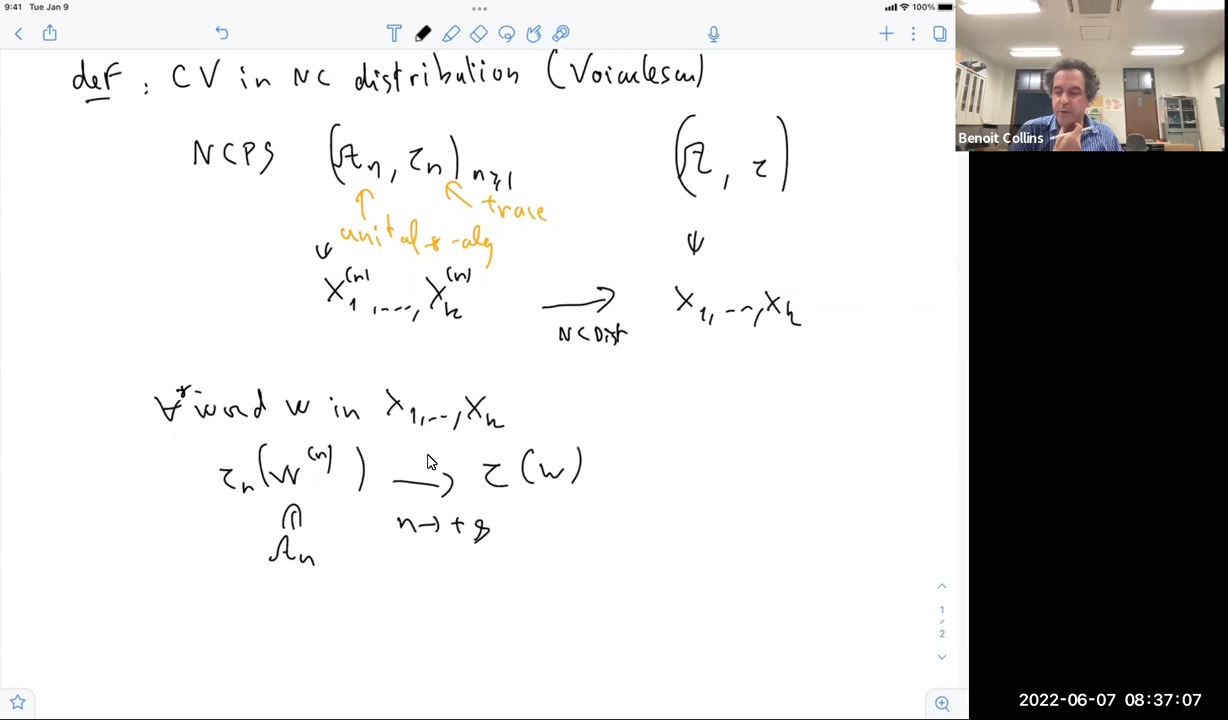 9:41 Tue Jan 9
100%
def : CV in NC distribution (Voiculescu)
NCPS (A_n, τ_n)_{n≥1} (A, τ)
trace
unital *-alg
X_1^{(n)}, ---, X_k^{(n)} → X_1, ---, X_k
NC Dist
∀ *-word w in X_1, ---, X_k
τ_n(w^{(n)}) → τ(w)
n → +∞
A_n
Benoit Collins
1
2
2022-06-07 08:37:07